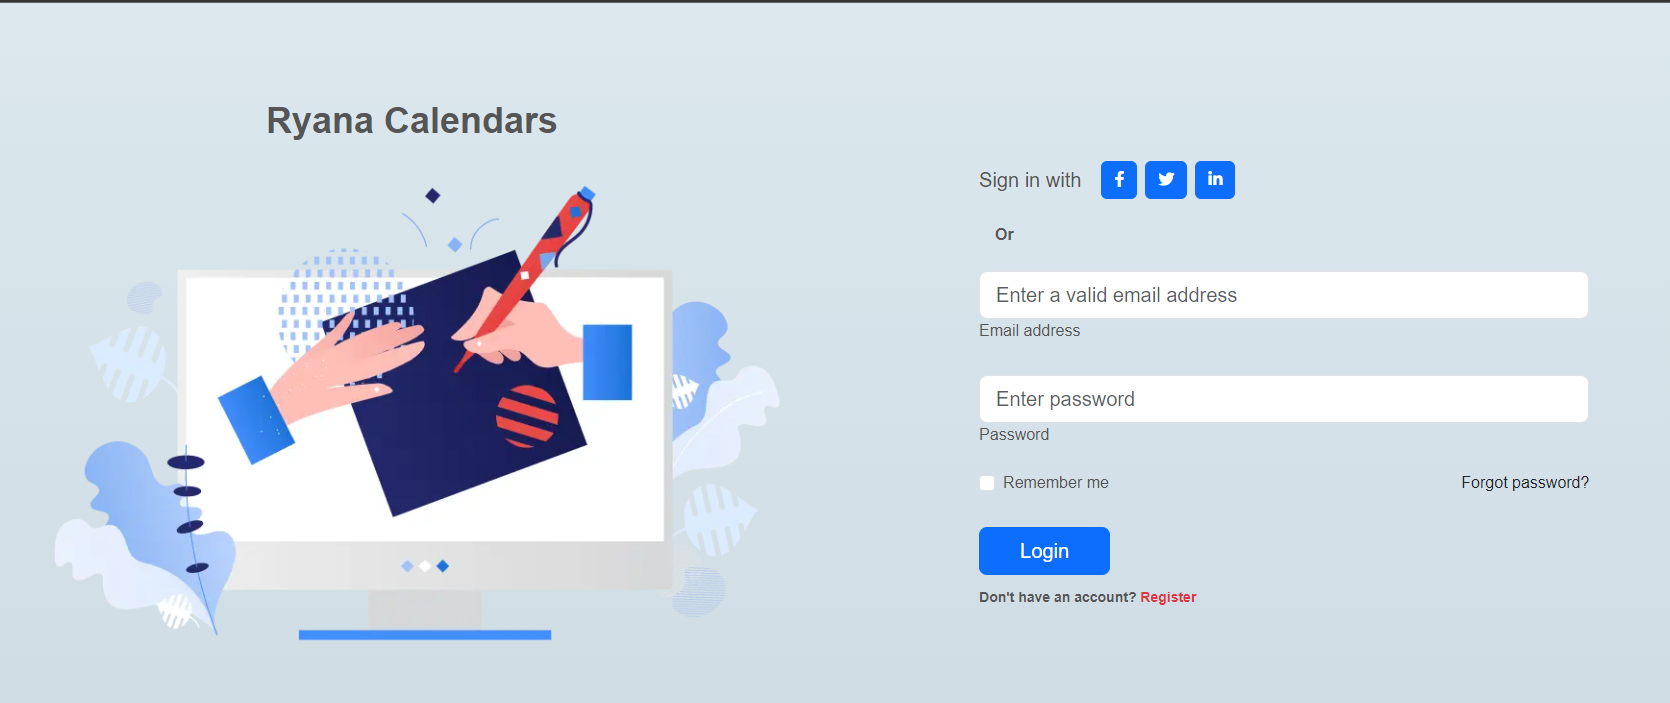 Ryana Calendars
Sign in with
Or
Enter a valid email address
Email address
Enter password
Password
Remember me
Forgot password?
Login
Don't have an account? Register